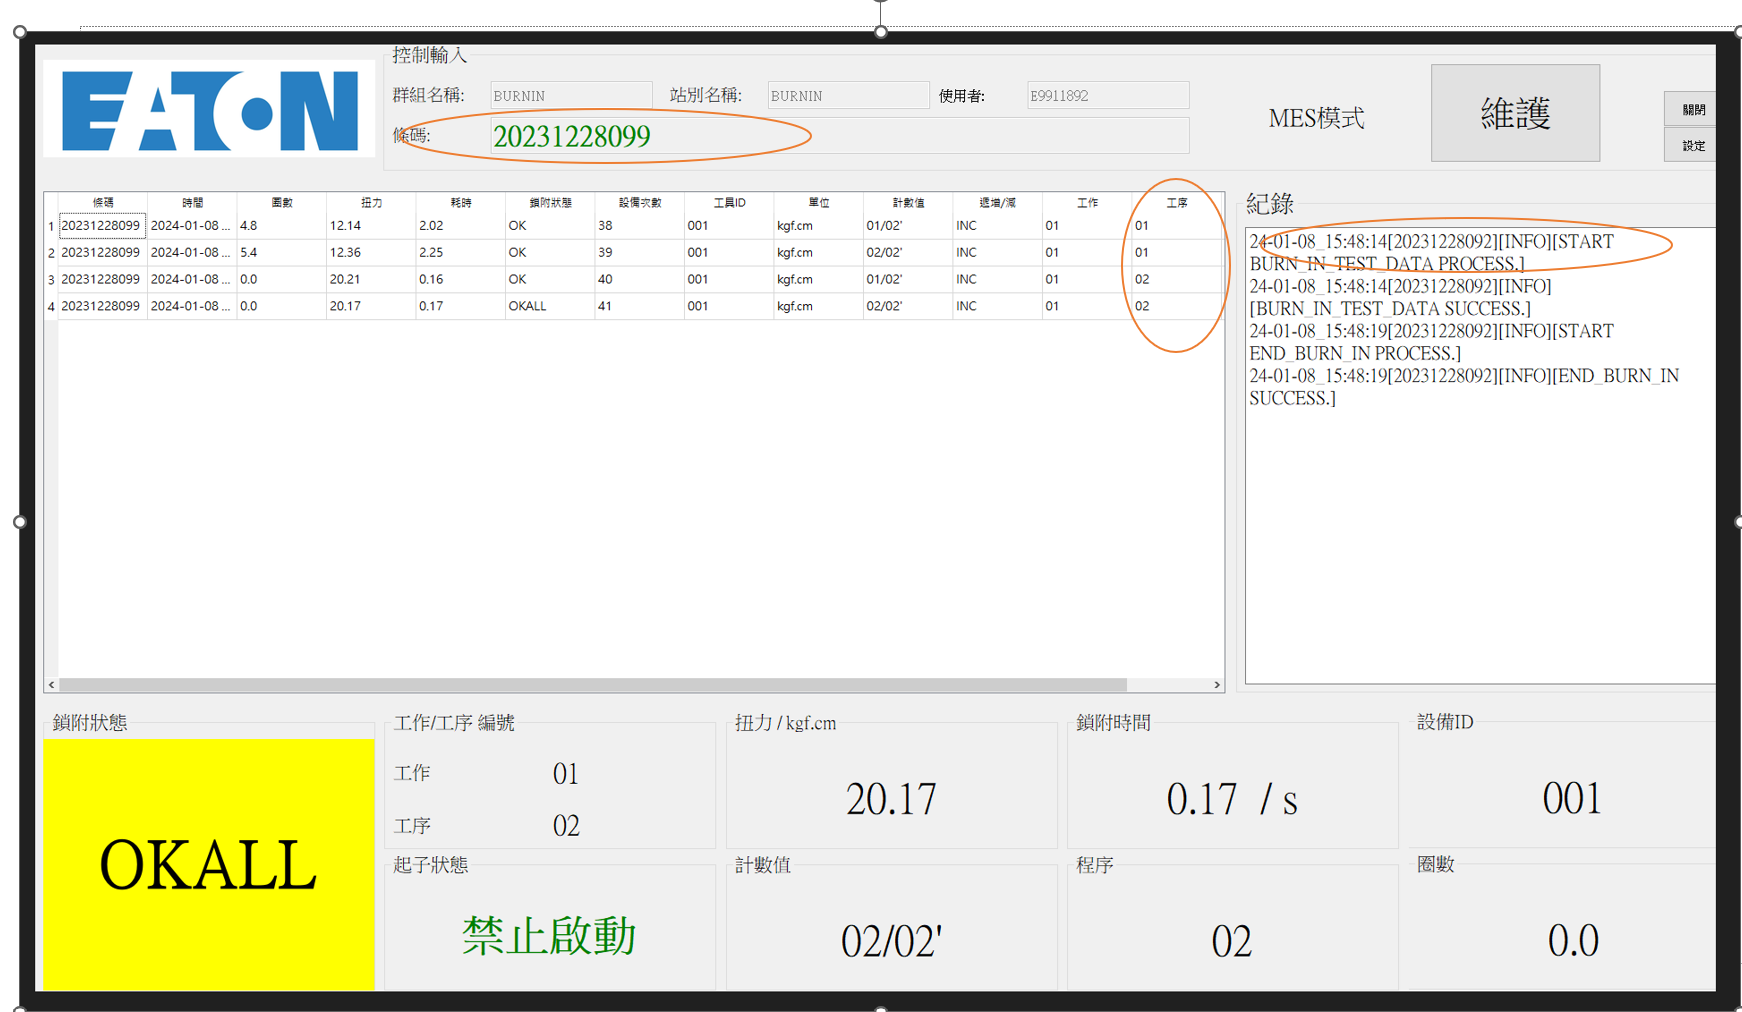 EATON
控制輸入
群組名稱: BURNIN 站別名稱: BURNIN 使用者: E9911892
條碼: 20231228099
MES模式
維護
關閉
設定
條碼 時間 圈數 扭力 耗時 鎖附狀態 設備次數 工具ID 單位 計數值 遞增/減 工作 工序
1 20231228099 2024-01-08 ... 4.8 12.14 2.02 OK 38 001 kgf.cm 01/02' INC 01 01
2 20231228099 2024-01-08 ... 5.4 12.36 2.25 OK 39 001 kgf.cm 02/02' INC 01 01
3 20231228099 2024-01-08 ... 0.0 20.21 0.16 OK 40 001 kgf.cm 01/02' INC 01 02
4 20231228099 2024-01-08 ... 0.0 20.17 0.17 OKALL 41 001 kgf.cm 02/02' INC 01 02
紀錄
24-01-08_15:48:14[20231228092][INFO][START
BURN_IN_TEST_DATA PROCESS.]
24-01-08_15:48:14[20231228092][INFO]
[BURN_IN_TEST_DATA SUCCESS.]
24-01-08_15:48:19[20231228092][INFO][START
END_BURN_IN PROCESS.]
24-01-08_15:48:19[20231228092][INFO][END_BURN_IN
SUCCESS.]
鎖附狀態
OKALL
工作/工序 編號
工作 01
工序 02
扭力 / kgf.cm
20.17
鎖附時間
0.17 / s
設備ID
001
起子狀態
禁止啟動
計數值
02/02'
程序
02
圈數
0.0